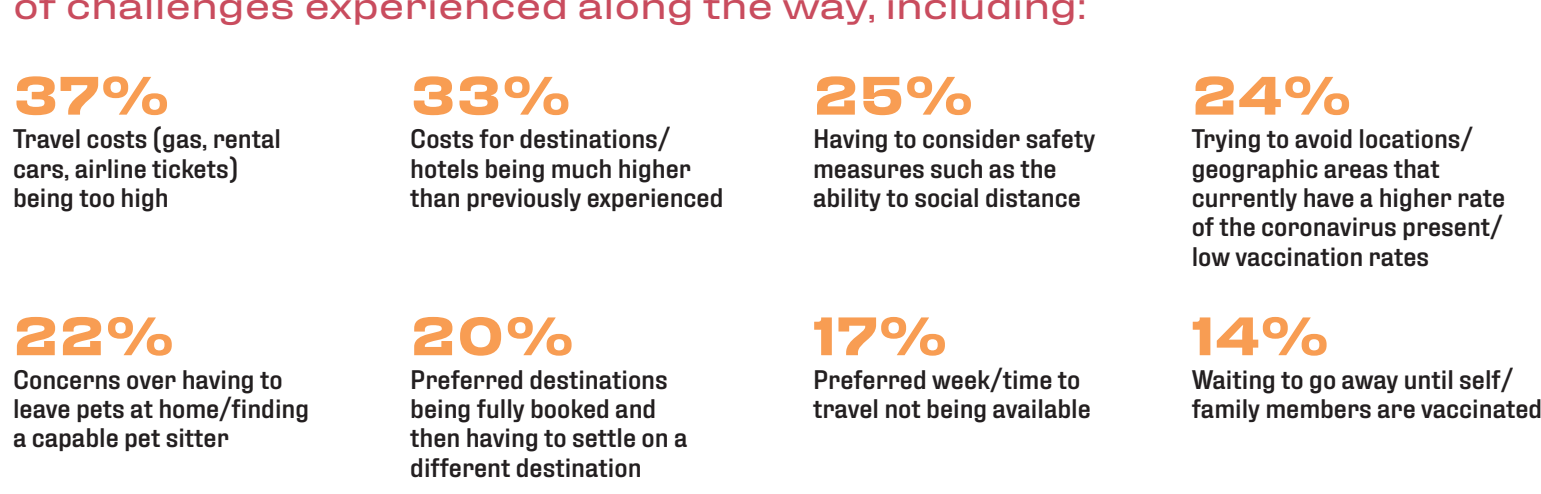 of challenges experienced along the way, including:
37%
Travel costs (gas, rental
cars, airline tickets)
being too high
33%
Costs for destinations/
hotels being much higher
than previously experienced
25%
Having to consider safety
measures such as the
ability to social distance
24%
Trying to avoid locations/
geographic areas that
currently have a higher rate
of the coronavirus present/
low vaccination rates
22%
Concerns over having to
leave pets at home/finding
a capable pet sitter
20%
Preferred destinations
being fully booked and
then having to settle on a
different destination
17%
Preferred week/time to
travel not being available
14%
Waiting to go away until self/
family members are vaccinated